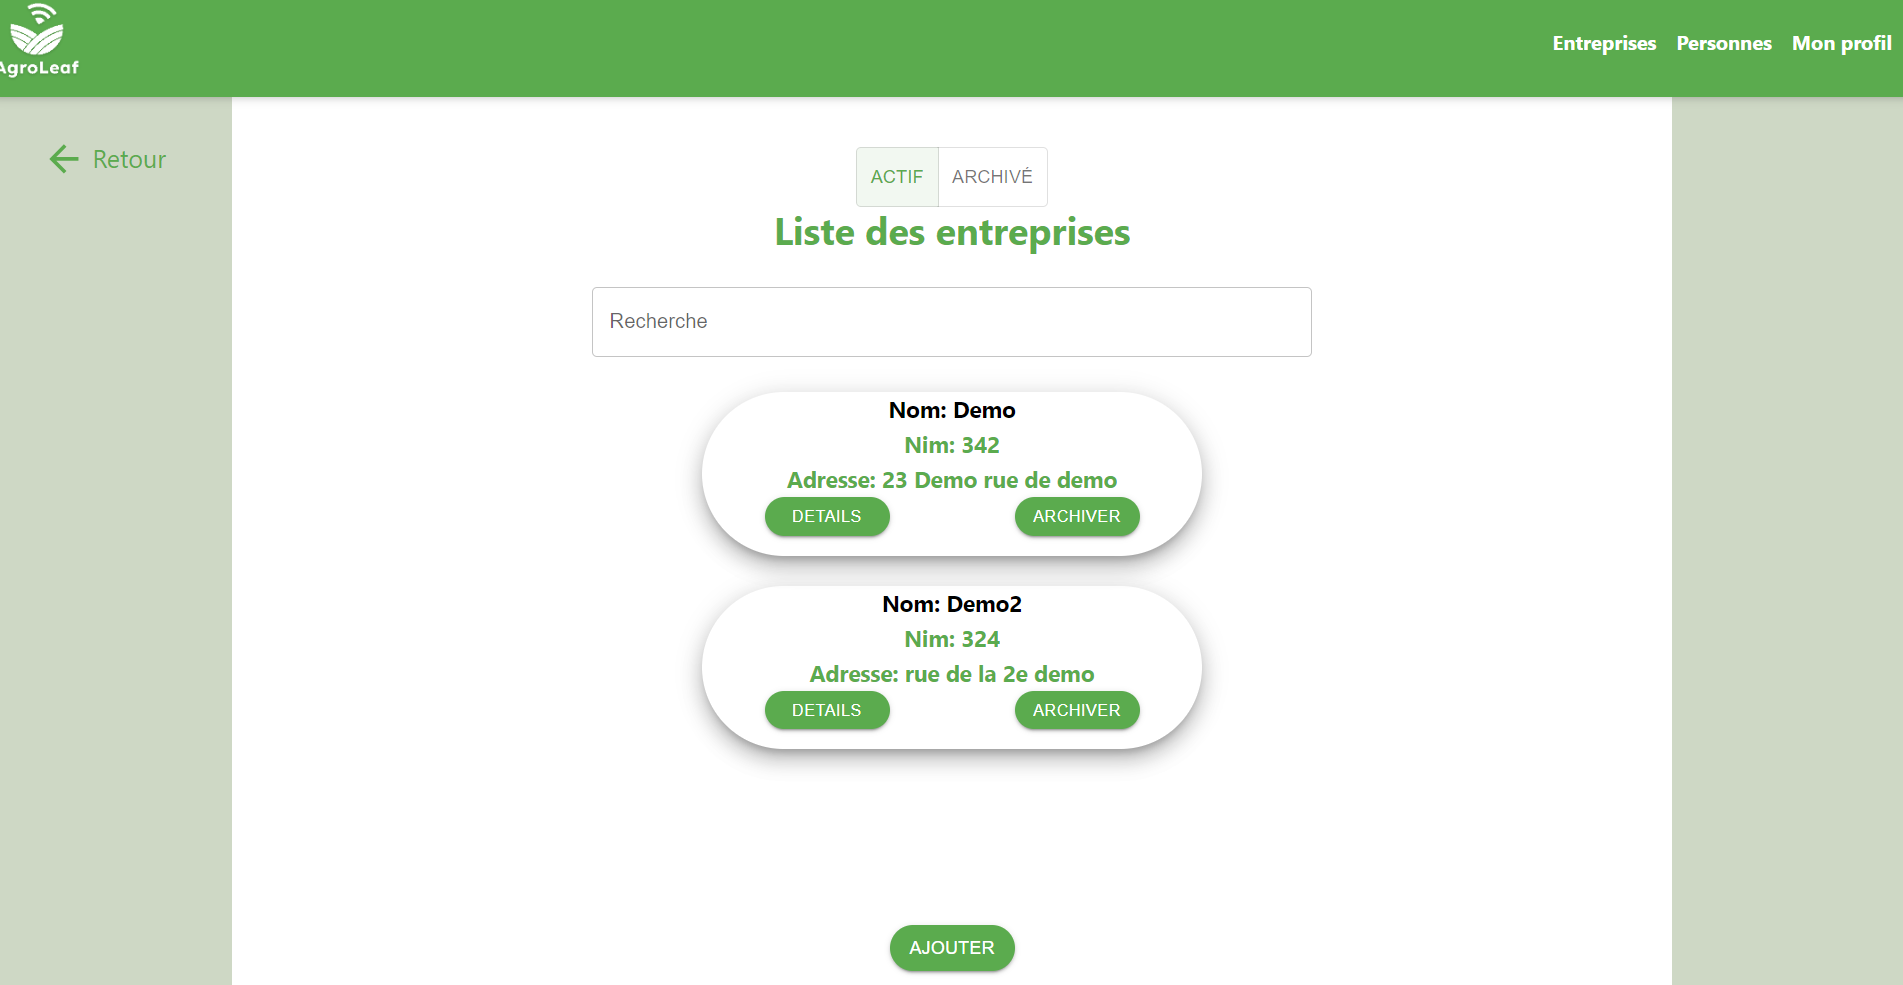 AgroLeaf
Entreprises Personnes Mon profil
Retour
ACTIF ARCHIVÉ
Liste des entreprises
Recherche
Nom: Demo
Nim: 342
Adresse: 23 Demo rue de demo
DETAILS ARCHIVER
Nom: Demo2
Nim: 324
Adresse: rue de la 2e demo
DETAILS ARCHIVER
AJOUTER